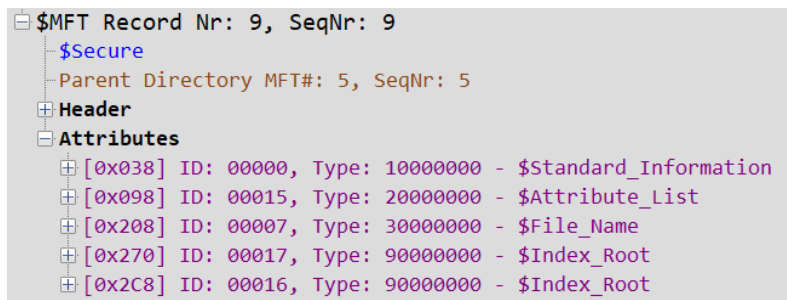 $MFT Record Nr: 9, SeqNr: 9
$Secure
Parent Directory MFT#: 5, SeqNr: 5
Header
Attributes
[0x038] ID: 00000, Type: 10000000 - $Standard_Information
[0x098] ID: 00015, Type: 20000000 - $Attribute_List
[0x208] ID: 00007, Type: 30000000 - $File_Name
[0x270] ID: 00017, Type: 90000000 - $Index_Root
[0x2C8] ID: 00016, Type: 90000000 - $Index_Root